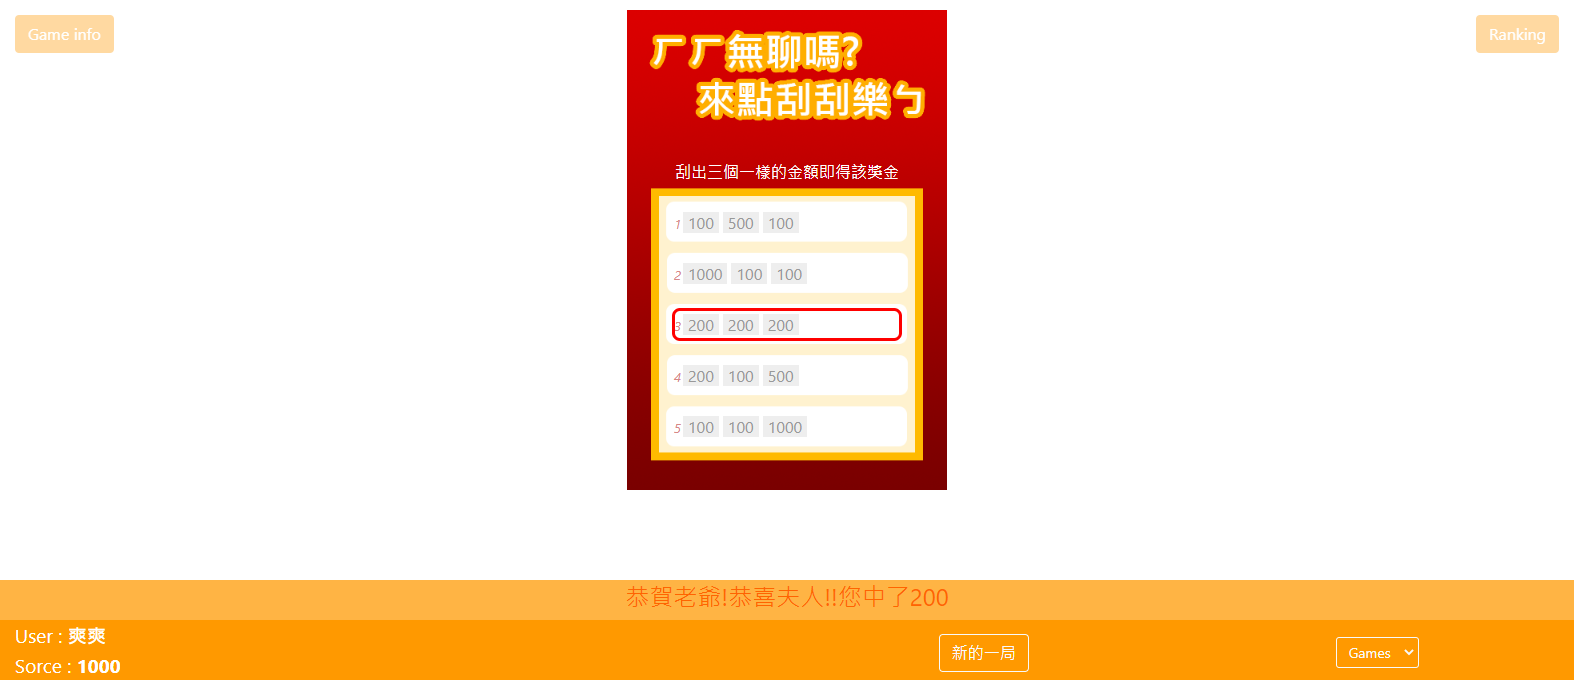 Game info
Ranking
ㄏㄏ無聊嗎?
來點刮刮樂ㄅ
刮出三個一樣的金額即得該獎金
1 100 500 100
2 1000 100 100
3 200 200 200
4 200 100 500
5 100 100 1000
恭賀老爺!恭喜夫人!!您中了200
User : 爽爽
Sorce : 1000
新的一局
Games